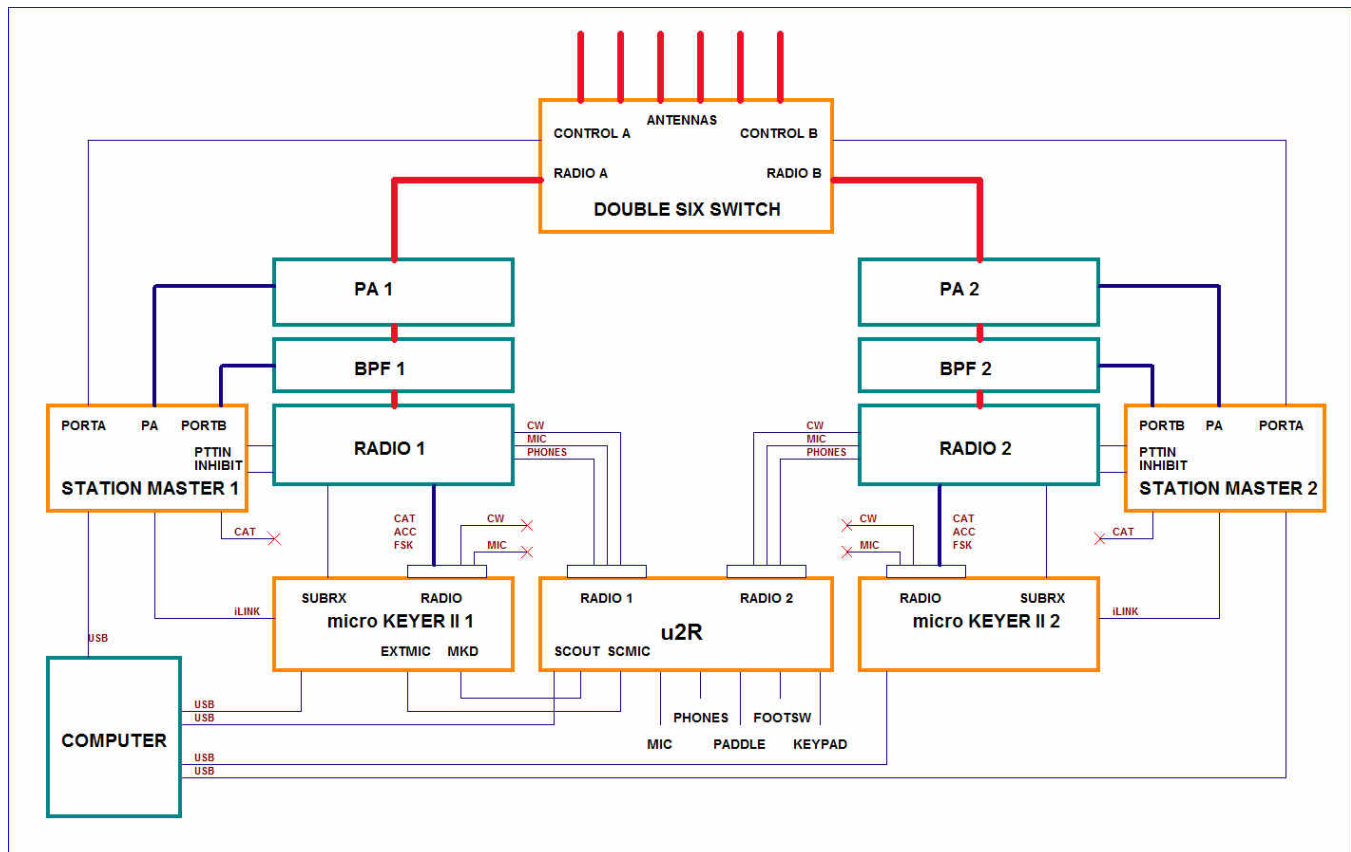 ANTENNAS
CONTROL A
CONTROL B
RADIO A
RADIO B
DOUBLE SIX SWITCH
PA 1
PA 2
BPF 1
BPF 2
PORTA PA PORTB
PTTIN
INHIBIT
STATION MASTER 1
RADIO 1
CW
MIC
PHONES
CW
MIC
PHONES
RADIO 2
PORTB PA PORTA
PTTIN
INHIBIT
STATION MASTER 2
CAT
CAT
ACC
FSK
CW
MIC
CW
MIC
CAT
ACC
FSK
CAT
SUBRX RADIO
micro KEYER II 1
EXTMIC MKD
RADIO 1 RADIO 2
u2R
SCOUT SCMIC
RADIO SUBRX
micro KEYER II 2
iLINK
iLINK
USB
COMPUTER
USB
USB
USB
USB
PHONES FOOTSW
MIC PADDLE KEYPAD